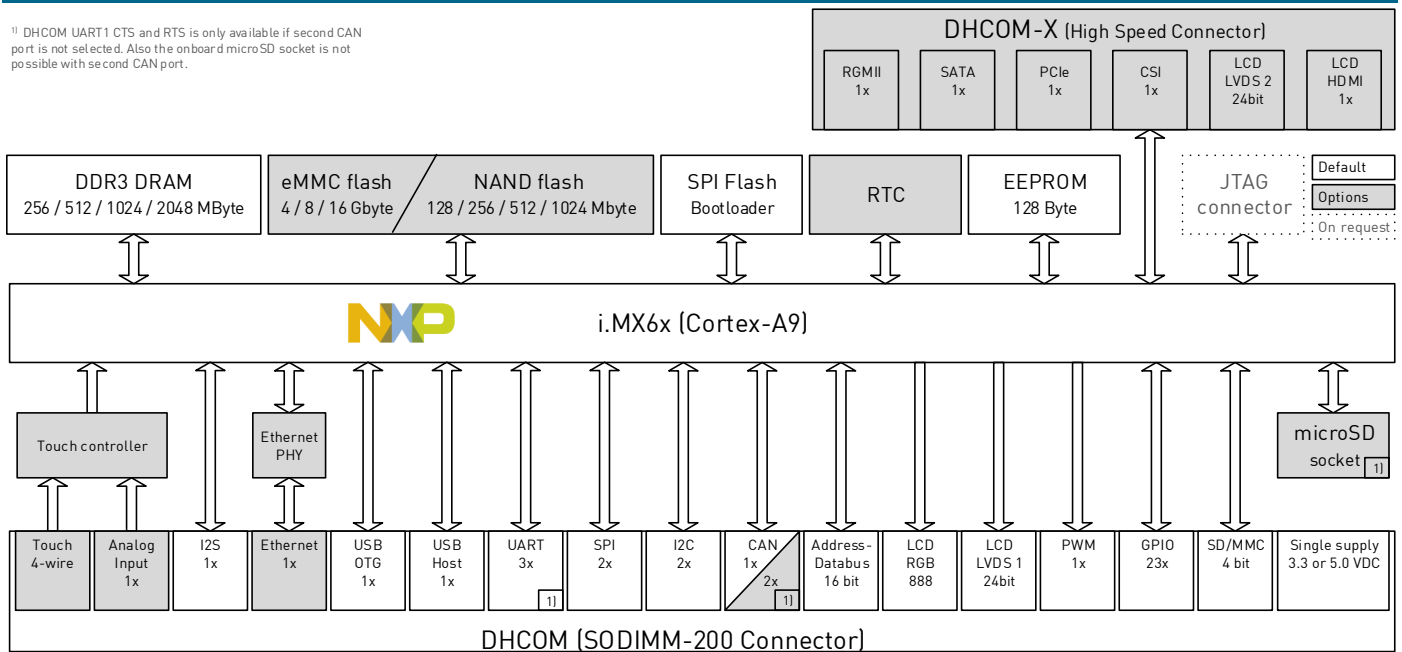 1) DHCOM UART1 CTS and RTS is only available if second CAN
port is not selected. Also the onboard microSD socket is not
possible with second CAN port.
DHCOM-X (High Speed Connector)
RGMII
1x
SATA
1x
PCIe
1x
CSI
1x
LCD
LVDS 2
24bit
LCD
HDMI
1x
DDR3 DRAM
256 / 512 / 1024 / 2048 MByte
eMMC flash
4 / 8 / 16 Gbyte
NAND flash
128 / 256 / 512 / 1024 Mbyte
SPI Flash
Bootloader
RTC
EEPROM
128 Byte
JTAG
connector
Default
Options
On request
NXP
i.MX6x (Cortex-A9)
Touch controller
Ethernet
PHY
microSD
socket
1)
Touch
4-wire
Analog
Input
1x
I2S
1x
Ethernet
1x
USB
OTG
1x
USB
Host
1x
UART
3x
1)
SPI
2x
I2C
2x
CAN
1x
2x
1)
Address-
Databus
16 bit
LCD
RGB
888
LCD
LVDS 1
24bit
PWM
1x
GPIO
23x
SD/MMC
4 bit
Single supply
3.3 or 5.0 VDC
DHCOM (SODIMM-200 Connector)